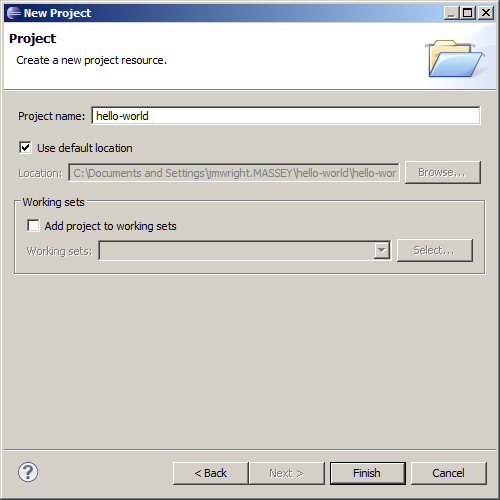 New Project
Project
Create a new project resource.
Project name: hello-world
Use default location
Location: C:\Documents and Settings\jmwright.MASSEY\hello-world\hello-wor Browse...
Working sets
Add project to working sets
Working sets: Select...
? < Back Next > Finish Cancel